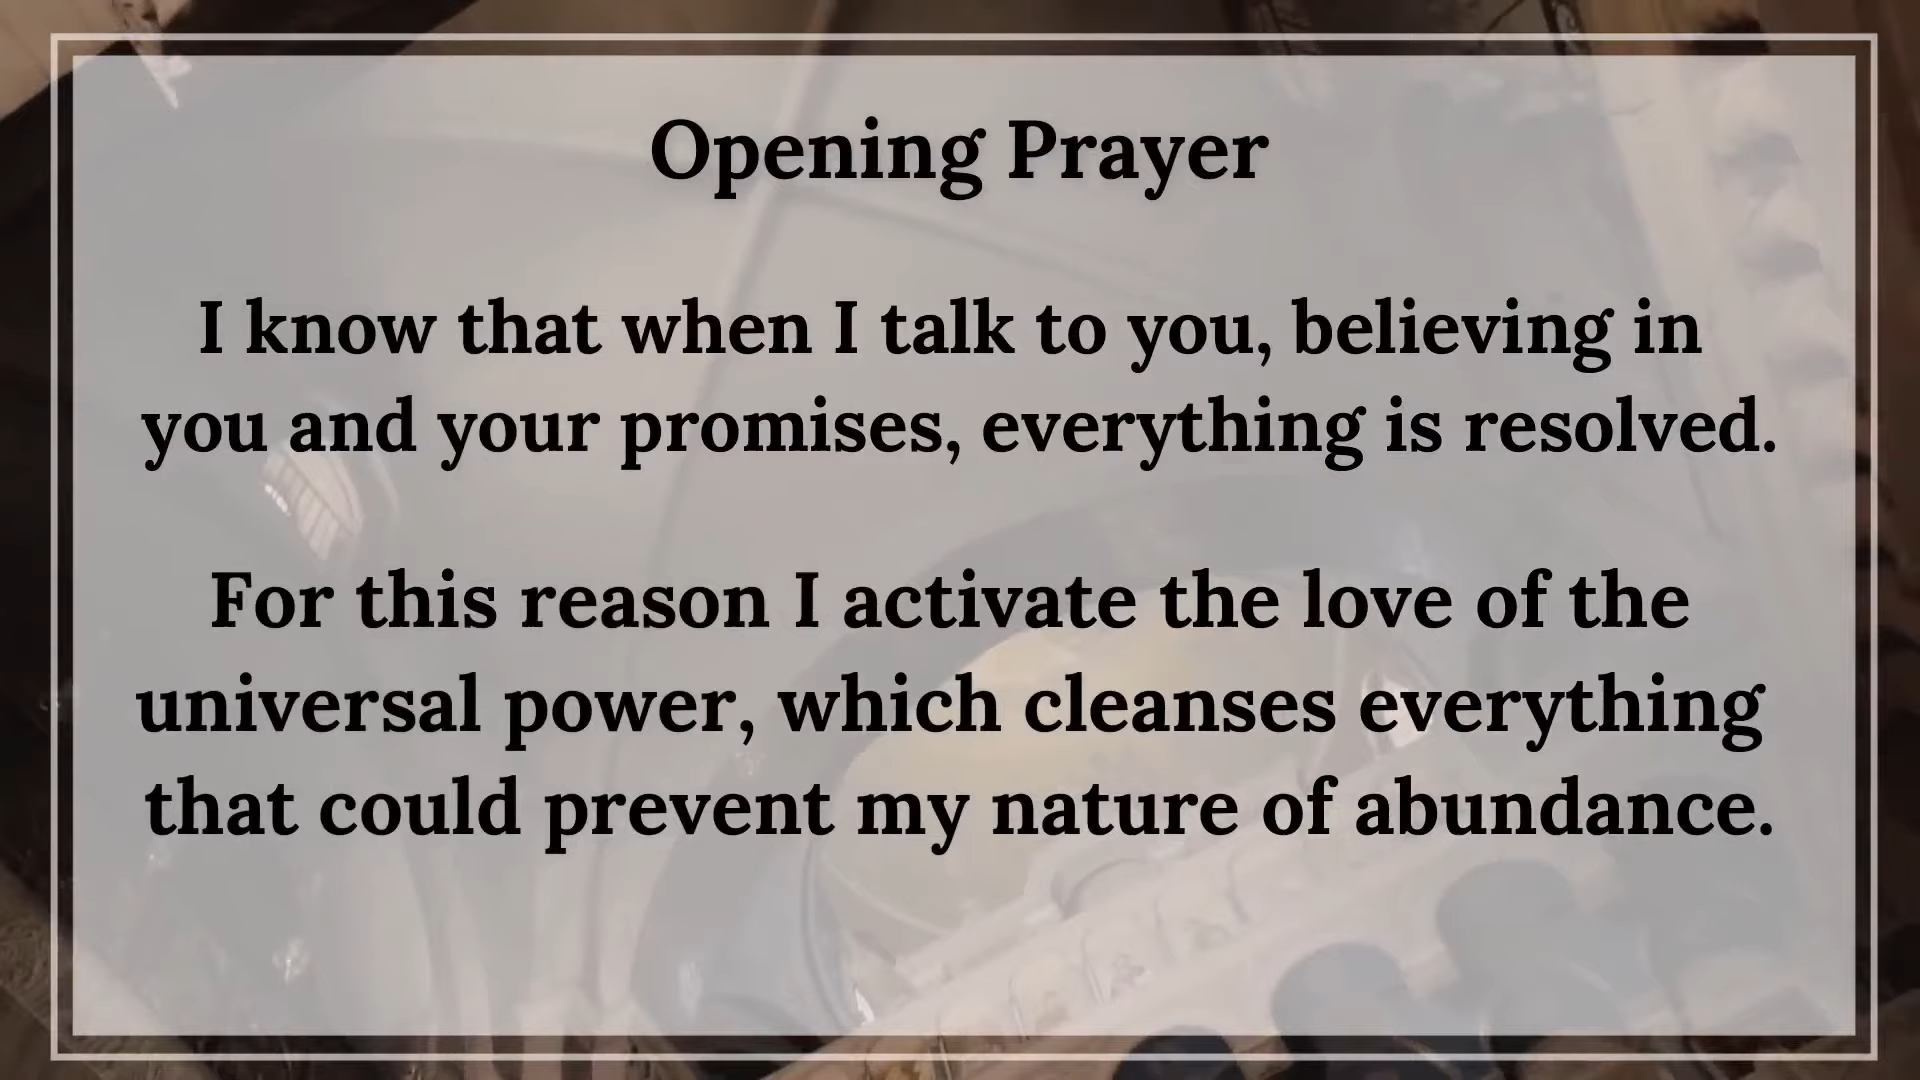 Opening Prayer
I know that when I talk to you, believing in
you and your promises, everything is resolved.
For this reason I activate the love of the
universal power, which cleanses everything
that could prevent my nature of abundance.